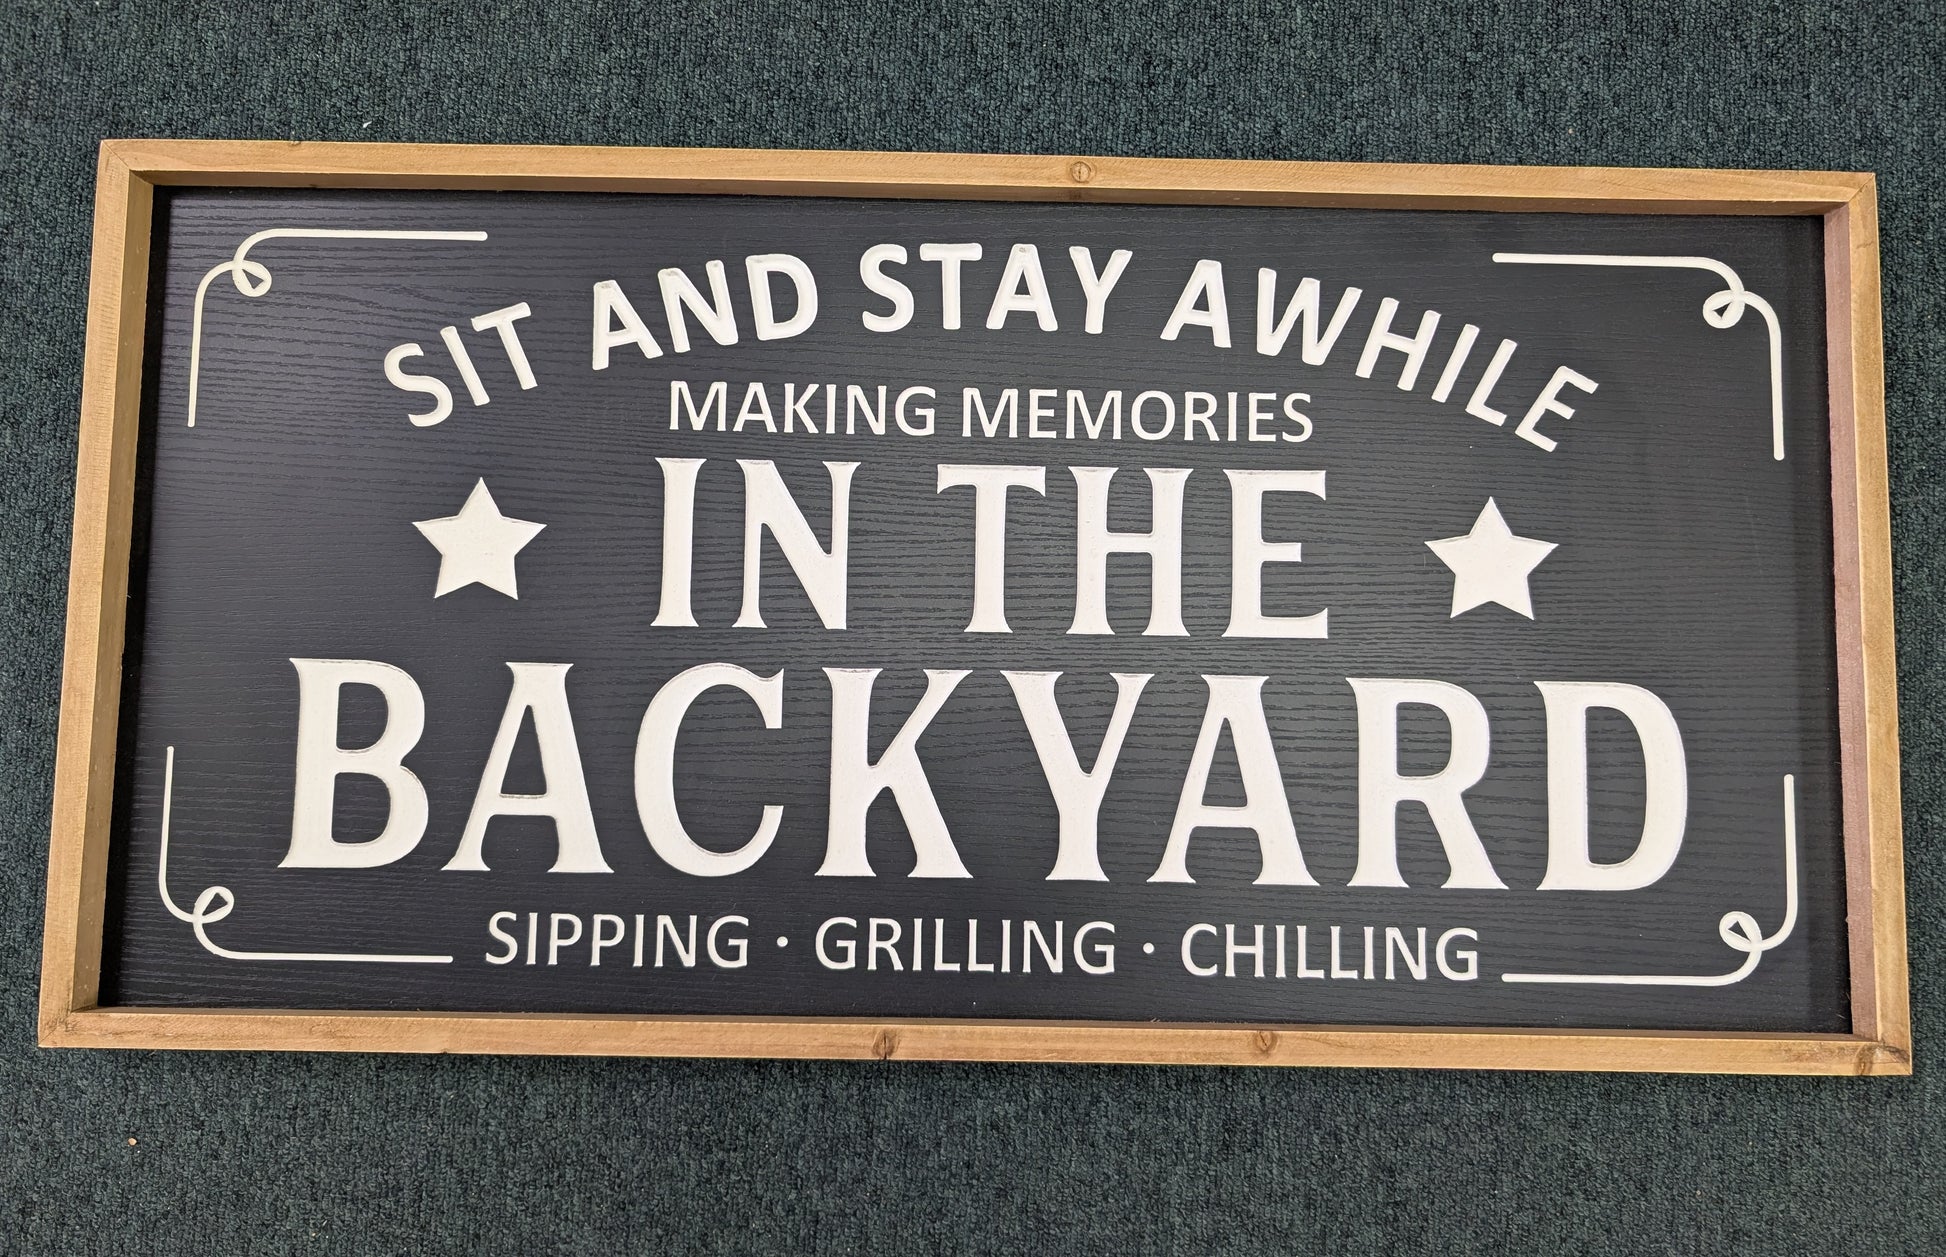 SIT AND STAY AWHILE
MAKING MEMORIES
IN THE
BACKYARD
SIPPING · GRILLING · CHILLING